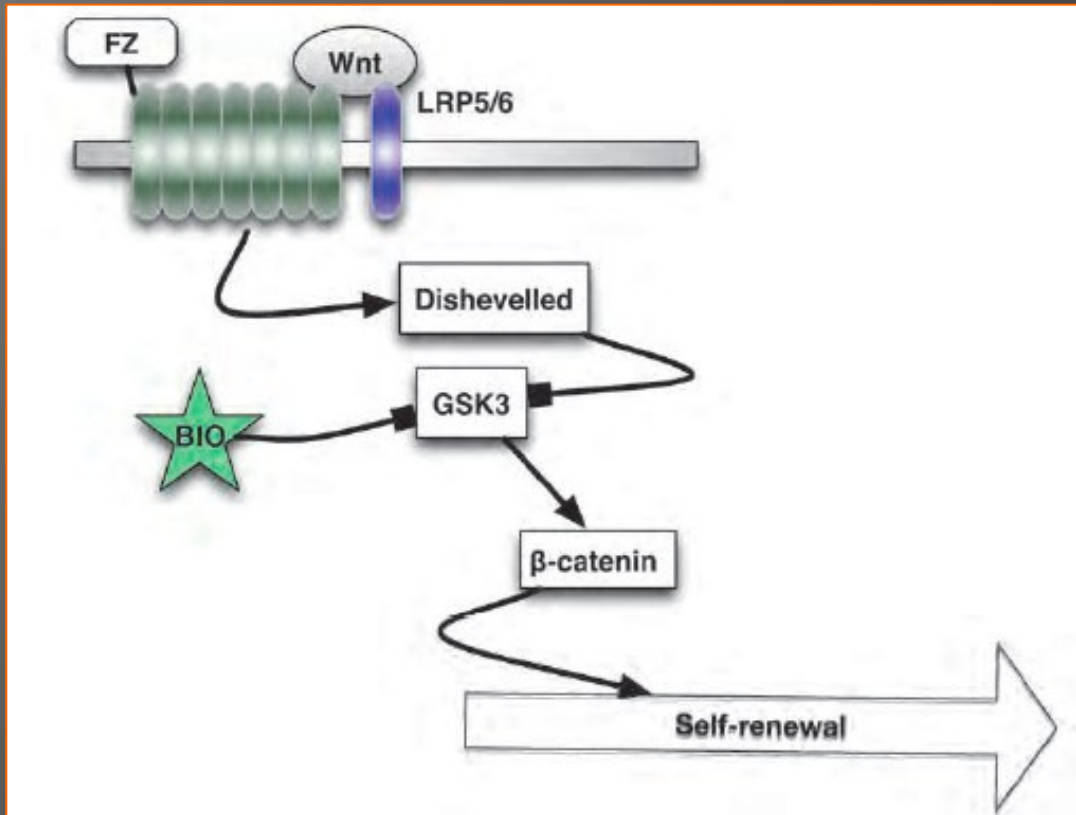 FZ
Wnt
LRP5/6
Dishevelled
GSK3
BIO
β-catenin
Self-renewal